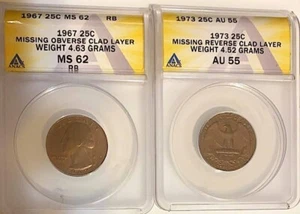 1967 25C MS 62 RB
1967 25C
MISSING OBVERSE CLAD LAYER
WEIGHT 4.63 GRAMS
MS 62
RB
1973 25C AU 55
1973 25C
MISSING REVERSE CLAD LAYER
WEIGHT 4.52 GRAMS
AU 55